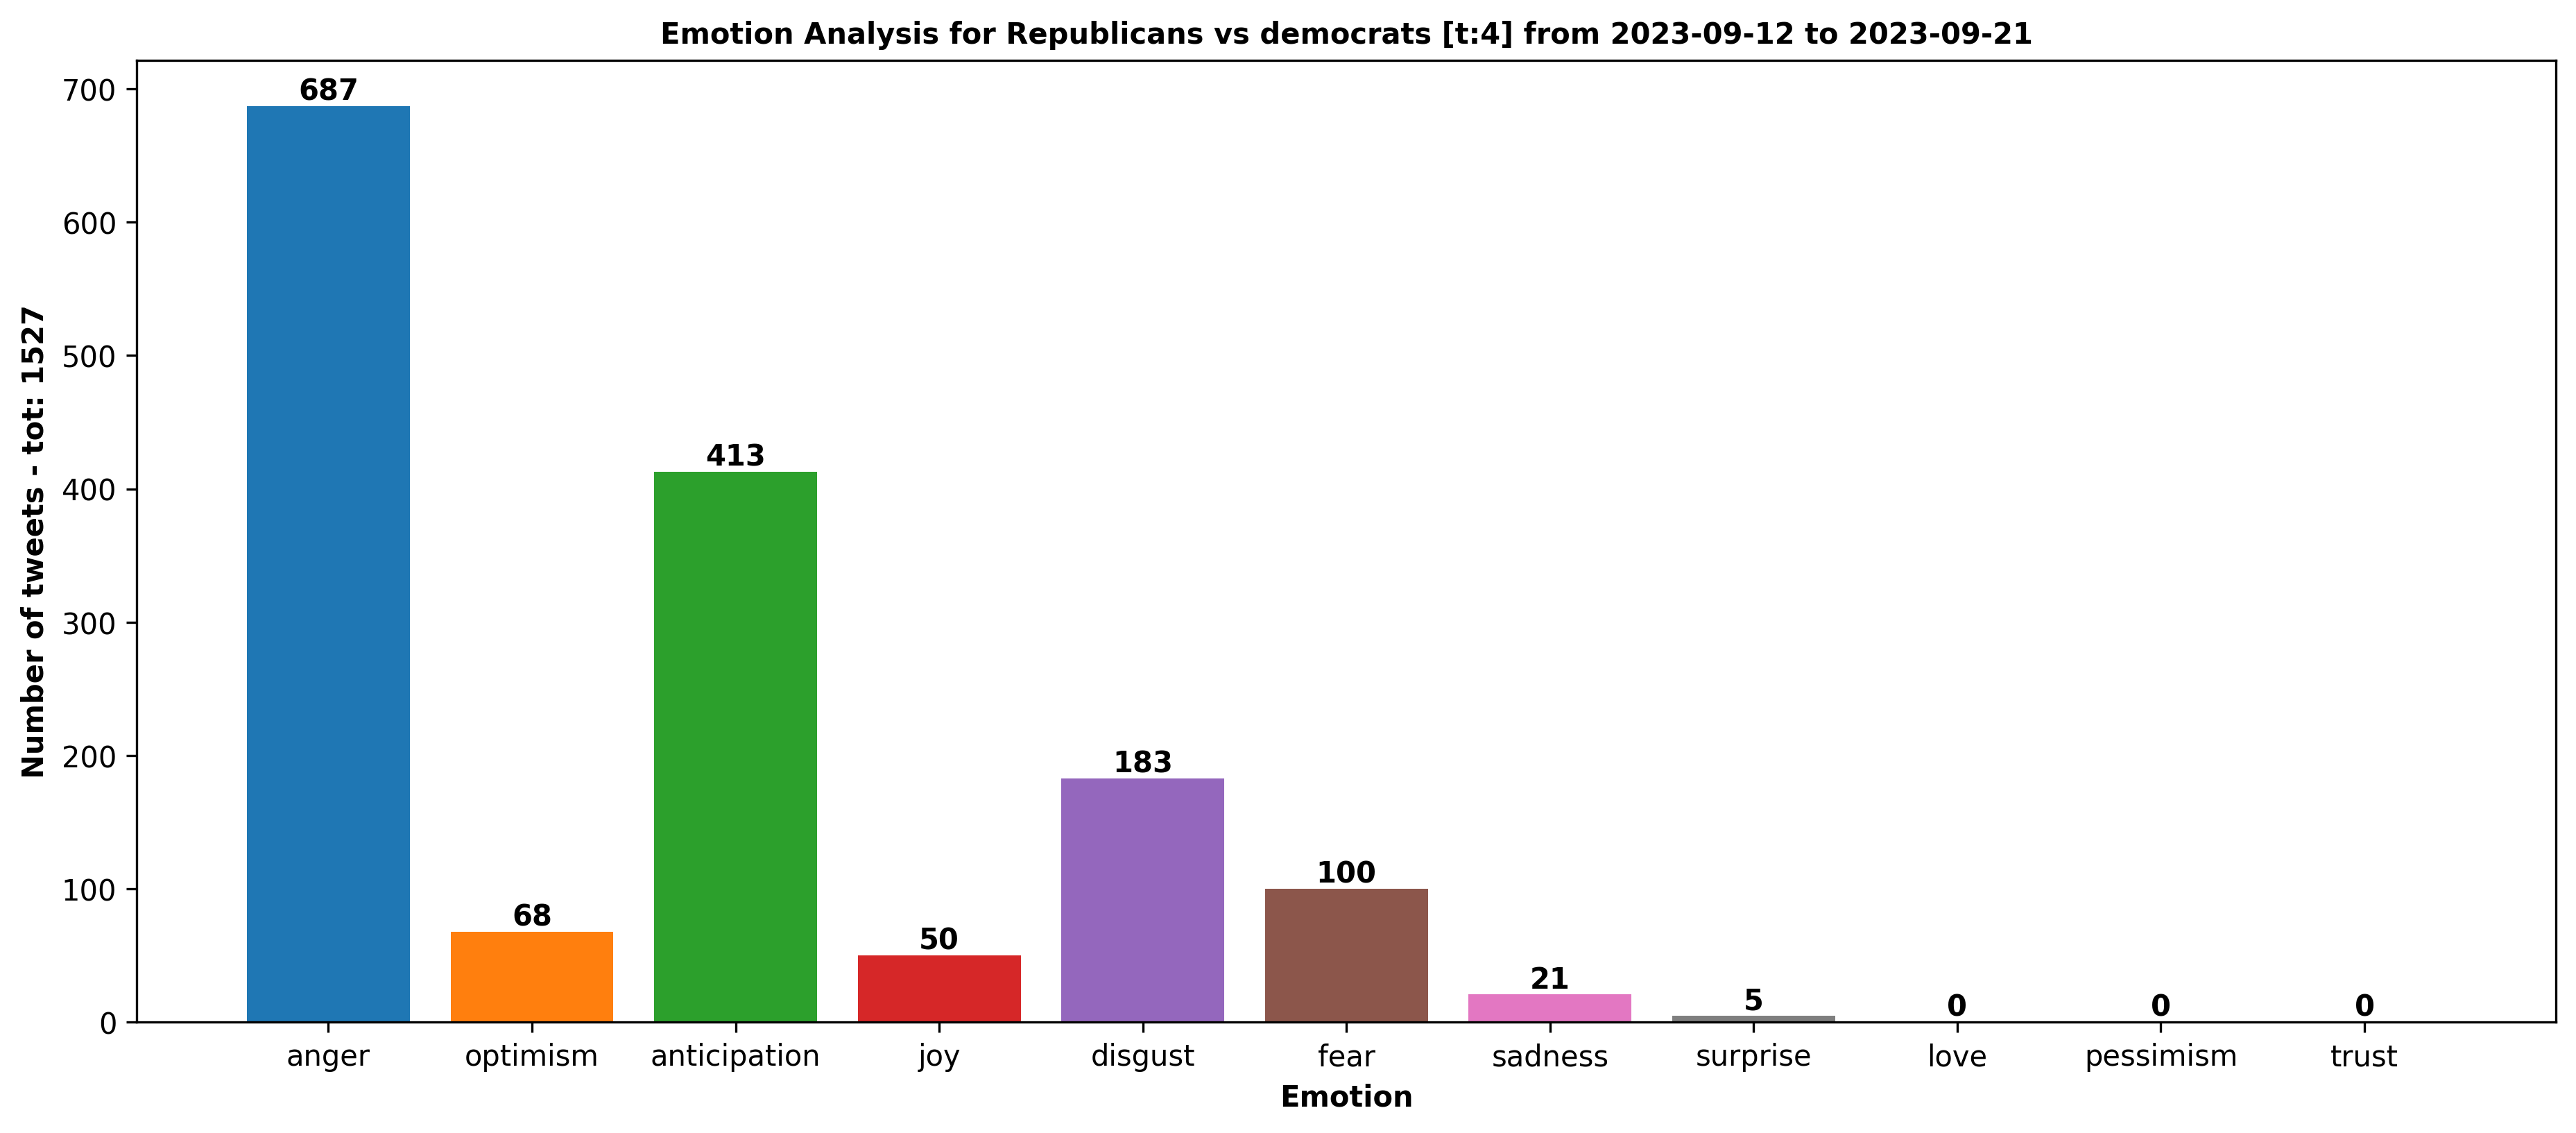 Emotion Analysis for Republicans vs democrats [t:4] from 2023-09-12 to 2023-09-21
Number of tweets - tot: 1527
700
600
500
400
300
200
100
0
687
68
413
50
183
100
21
5
0
0
0
anger
optimism
anticipation
joy
disgust
fear
sadness
surprise
love
pessimism
trust
Emotion